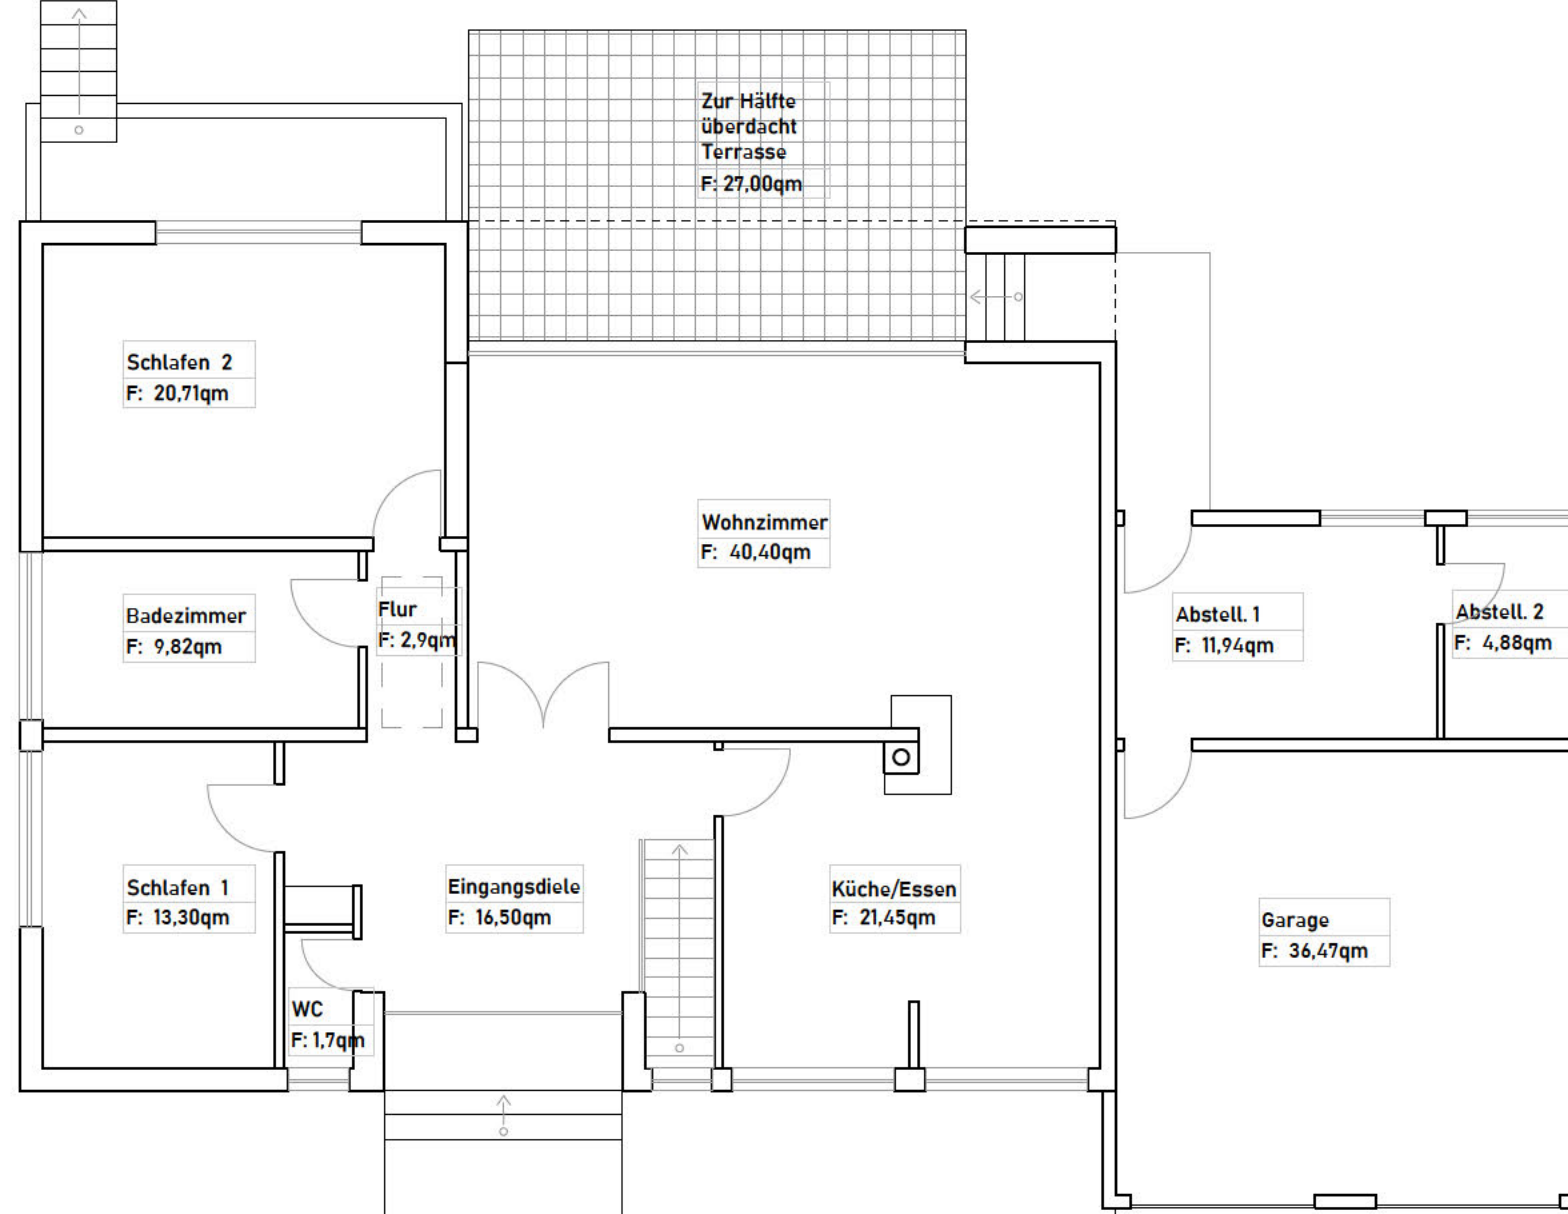 Zur Hälfte
überdacht
Terrasse
F: 27,00qm
Schlafen 2
F: 20,71qm
Wohnzimmer
F: 40,40qm
Badezimmer
F: 9,82qm
Flur
F: 2,9qm
Abstell. 1
F: 11,94qm
Abstell. 2
F: 4,88qm
Schlafen 1
F: 13,30qm
Eingangsdiele
F: 16,50qm
Küche/Essen
F: 21,45qm
Garage
F: 36,47qm
WC
F: 1,7qm